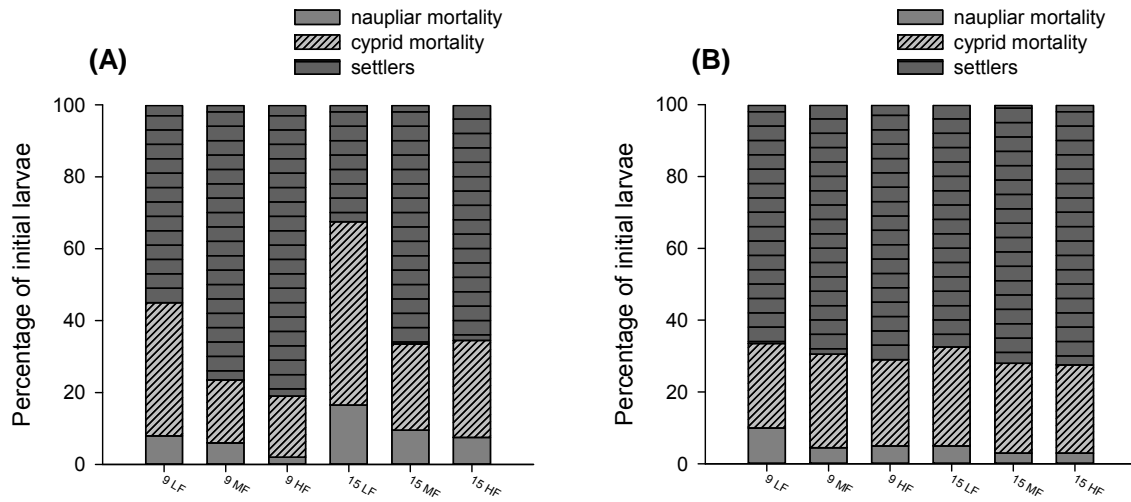 (A)
naupliar mortality
cyprid mortality
settlers
Percentage of initial larvae
100
80
60
40
20
0
9 LF
9 MF
9 HF
15 LF
15 MF
15 HF
(B)
naupliar mortality
cyprid mortality
settlers
Percentage of initial larvae
100
80
60
40
20
0
9 LF
9 MF
9 HF
15 LF
15 MF
15 HF